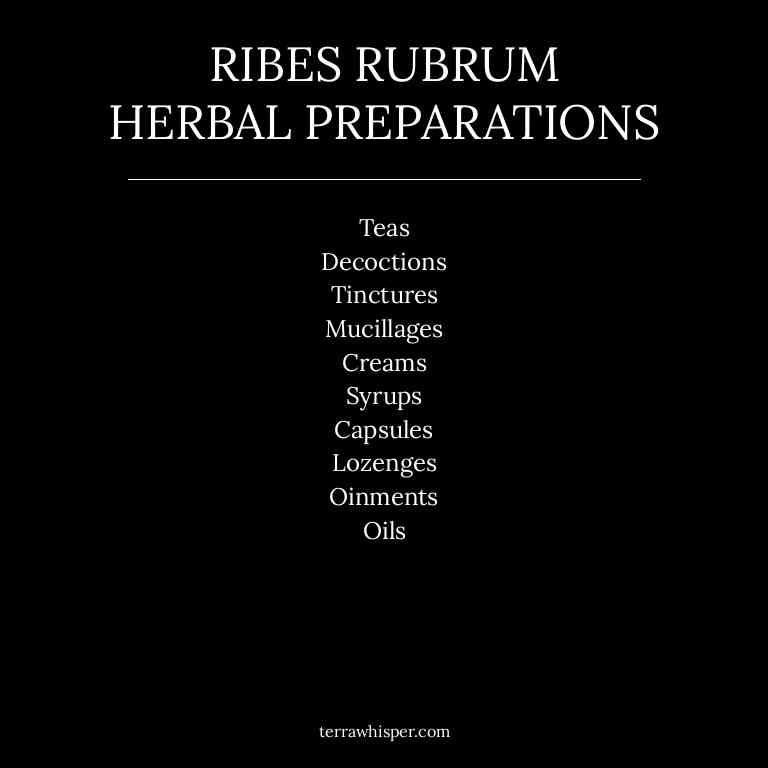 RIBES RUBRUM
HERBAL PREPARATIONS
Teas
Decoctions
Tinctures
Mucillages
Creams
Syrups
Capsules
Lozenges
Oinments
Oils
terrawhisper.com